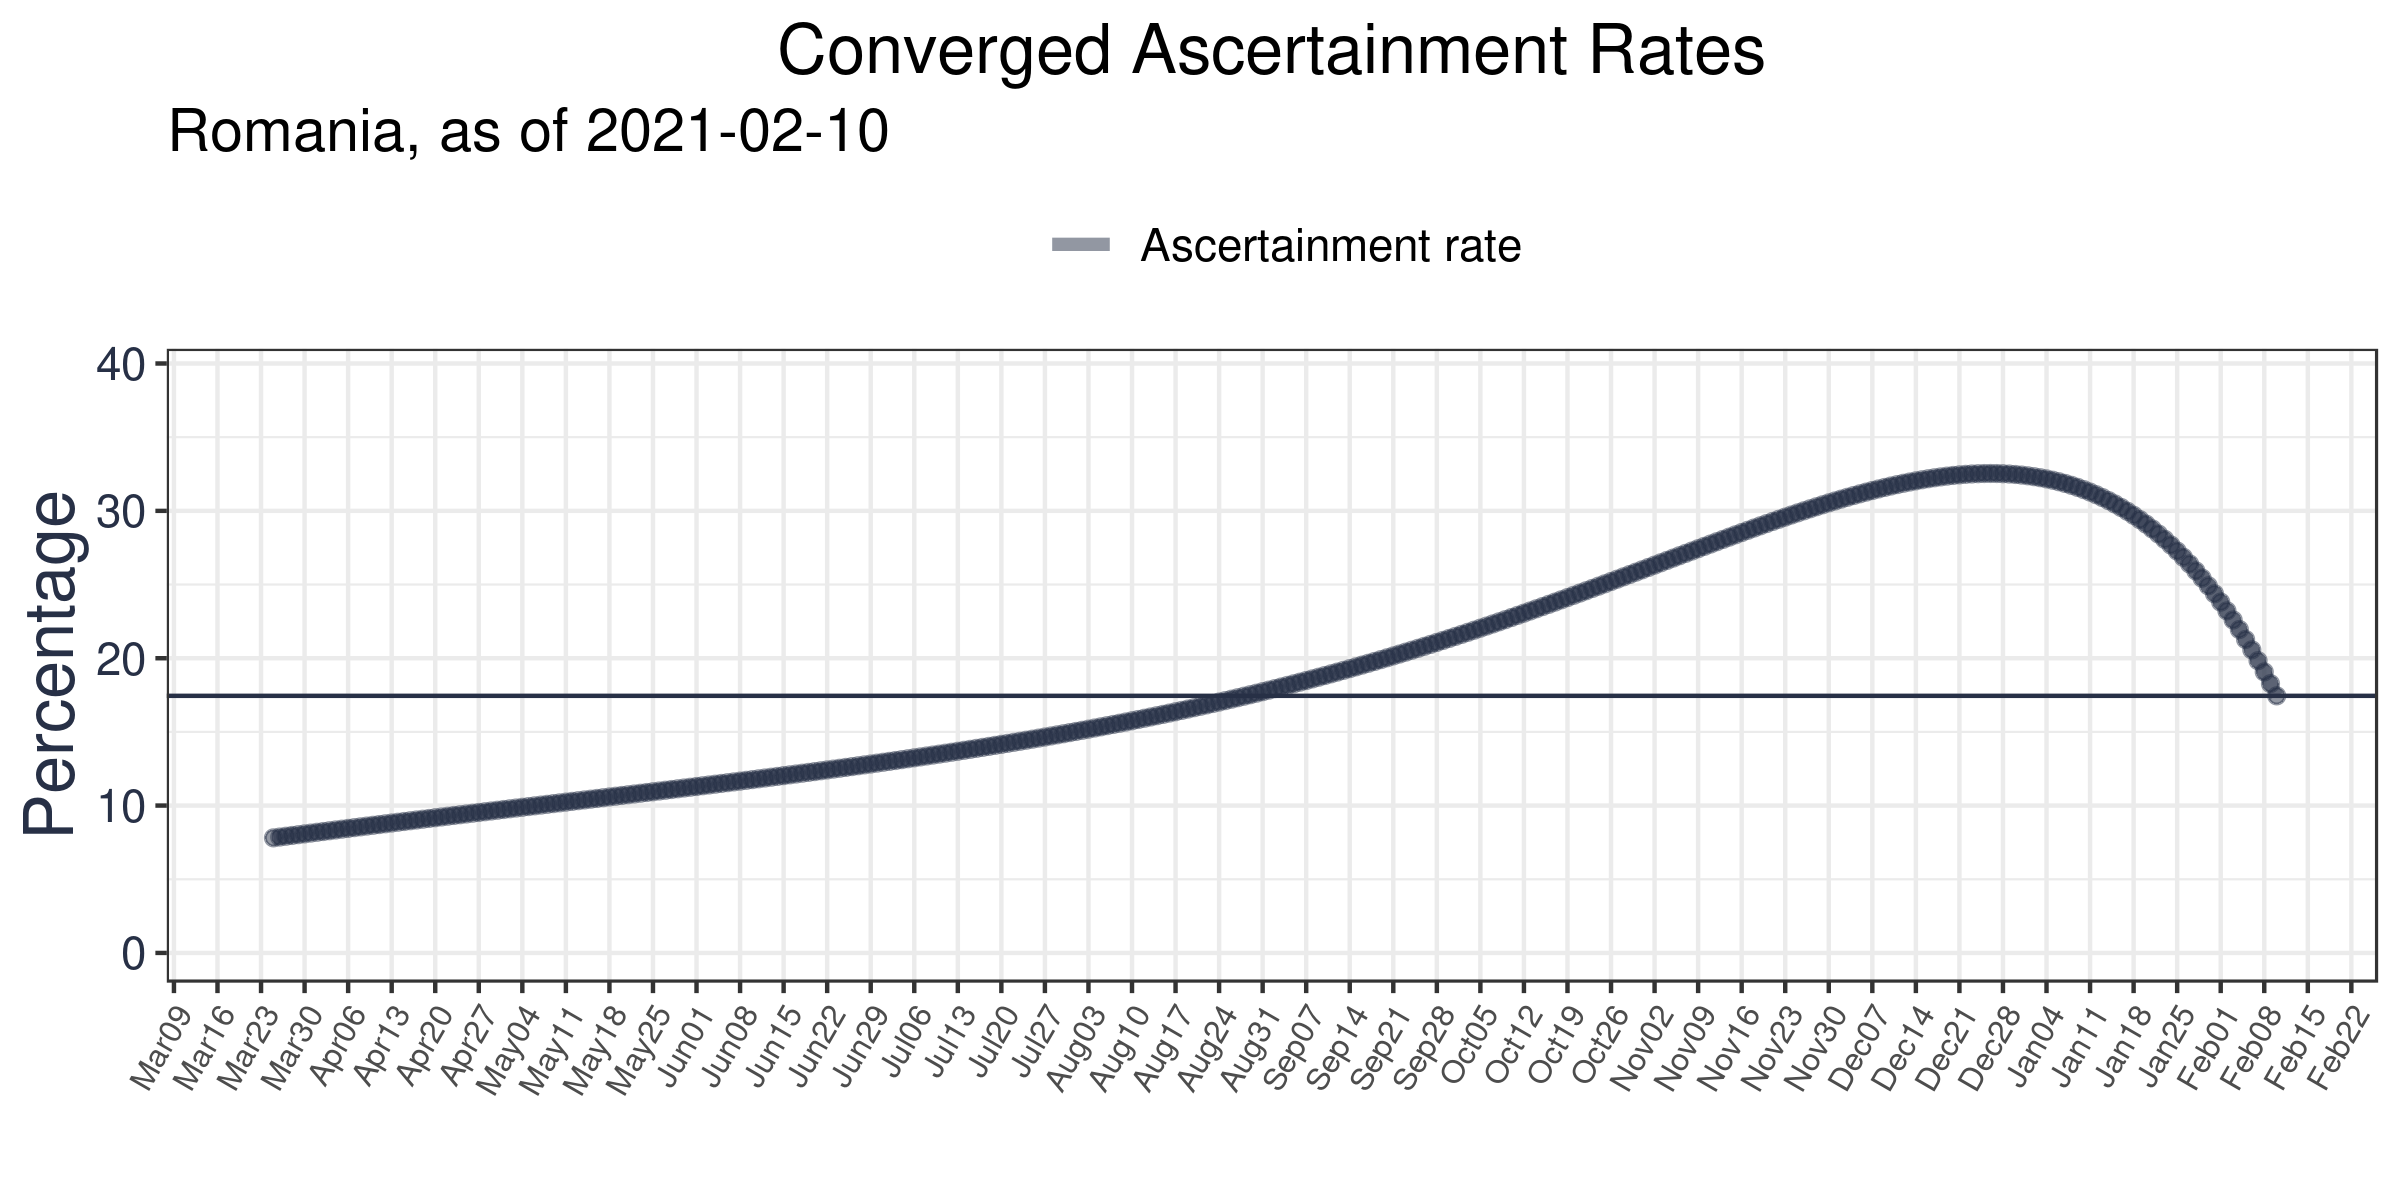 Converged Ascertainment Rates
Romania, as of 2021-02-10
Ascertainment rate
Percentage
40
30
20
10
0
Mar09 Mar16 Mar23 Mar30 Apr06 Apr13 Apr20 Apr27 May04 May11 May18 May25 Jun01 Jun08 Jun15 Jun22 Jun29 Jul06 Jul13 Jul20 Jul27 Aug03 Aug10 Aug17 Aug24 Aug31 Sep07 Sep14 Sep21 Sep28 Oct05 Oct12 Oct19 Oct26 Nov02 Nov09 Nov16 Nov23 Nov30 Dec07 Dec14 Dec21 Dec28 Jan04 Jan11 Jan18 Jan25 Feb01 Feb08 Feb15 Feb22